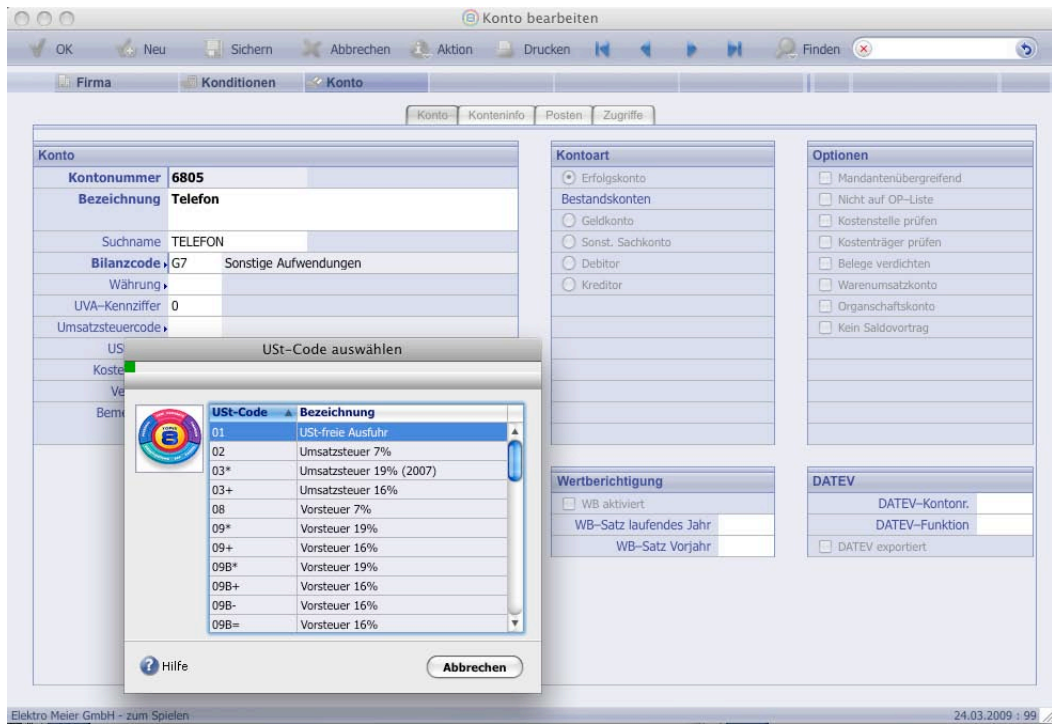 Konto bearbeiten
OK Neu Sichern Abbrechen Aktion Drucken Finden
Firma Konditionen Konto
Konto Konteninfo Posten Zugriffe
Konto
Kontonummer 6805
Bezeichnung Telefon
Suchname TELEFON
Bilanzcode G7 Sonstige Aufwendungen
Währung
UVA-Kennziffer 0
Umsatzsteuercode
US
Koste
Ve
Beme
Kontoart
Erfolgskonto
Bestandskonten
Geldkonto
Sonst. Sachkonto
Debitor
Kreditor
Optionen
Mandantenübergreifend
Nicht auf OP-Liste
Kostenstelle prüfen
Kostenträger prüfen
Belege verdichten
Warenumsatzkonto
Organschaftskonto
Kein Saldovortrag
Wertberichtigung
WB aktiviert
WB-Satz laufendes Jahr
WB-Satz Vorjahr
DATEV
DATEV-Kontonr.
DATEV-Funktion
DATEV exportiert
USt-Code auswählen
USt-Code Bezeichnung
01 USt-freie Ausfuhr
02 Umsatzsteuer 7%
03* Umsatzsteuer 19% (2007)
03+ Umsatzsteuer 16%
08 Vorsteuer 7%
09* Vorsteuer 19%
09+ Vorsteuer 16%
09B* Vorsteuer 19%
09B+ Vorsteuer 16%
09B- Vorsteuer 16%
09B= Vorsteuer 16%
Hilfe
Abbrechen
Elektro Meier GmbH - zum Spielen
24.03.2009 : 99